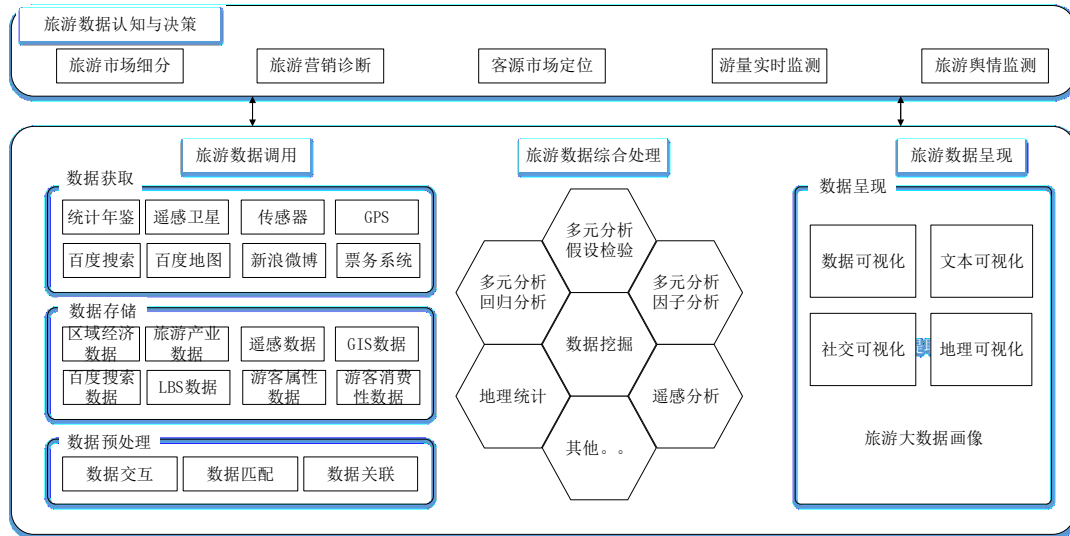 旅游数据认知与决策
旅游市场细分
旅游营销诊断
客源市场定位
游量实时监测
旅游舆情监测
旅游数据调用
旅游数据综合处理
旅游数据呈现
数据获取
统计年鉴
遥感卫星
传感器
GPS
百度搜索
百度地图
新浪微博
票务系统
数据存储
区域经济
数据
旅游产业
数据
遥感数据
GIS数据
百度搜索
数据
LBS数据
游客属性
数据
游客消费
性数据
数据预处理
数据交互
数据匹配
数据关联
多元分析
假设检验
多元分析
回归分析
多元分析
因子分析
数据挖掘
地理统计
遥感分析
其他。。
数据呈现
数据可视化
文本可视化
社交可视化
地理可视化
旅游大数据画像